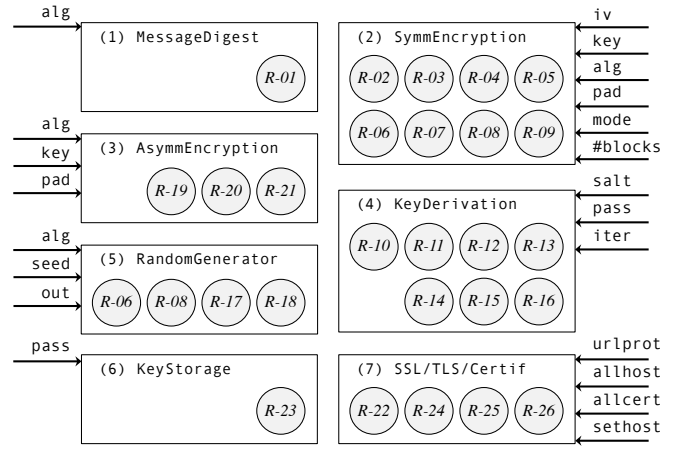 alg
(1) MessageDigest
R-01
iv
key
alg
pad
mode
#blocks
(2) SymmEncryption
R-02 R-03 R-04 R-05
R-06 R-07 R-08 R-09
alg
key
pad
(3) AsymmEncryption
R-19 R-20 R-21
salt
pass
iter
(4) KeyDerivation
R-10 R-11 R-12 R-13
R-14 R-15 R-16
alg
seed
out
(5) RandomGenerator
R-06 R-08 R-17 R-18
pass
(6) KeyStorage
R-23
urlprot
allhost
allcert
sethost
(7) SSL/TLS/Certif
R-22 R-24 R-25 R-26